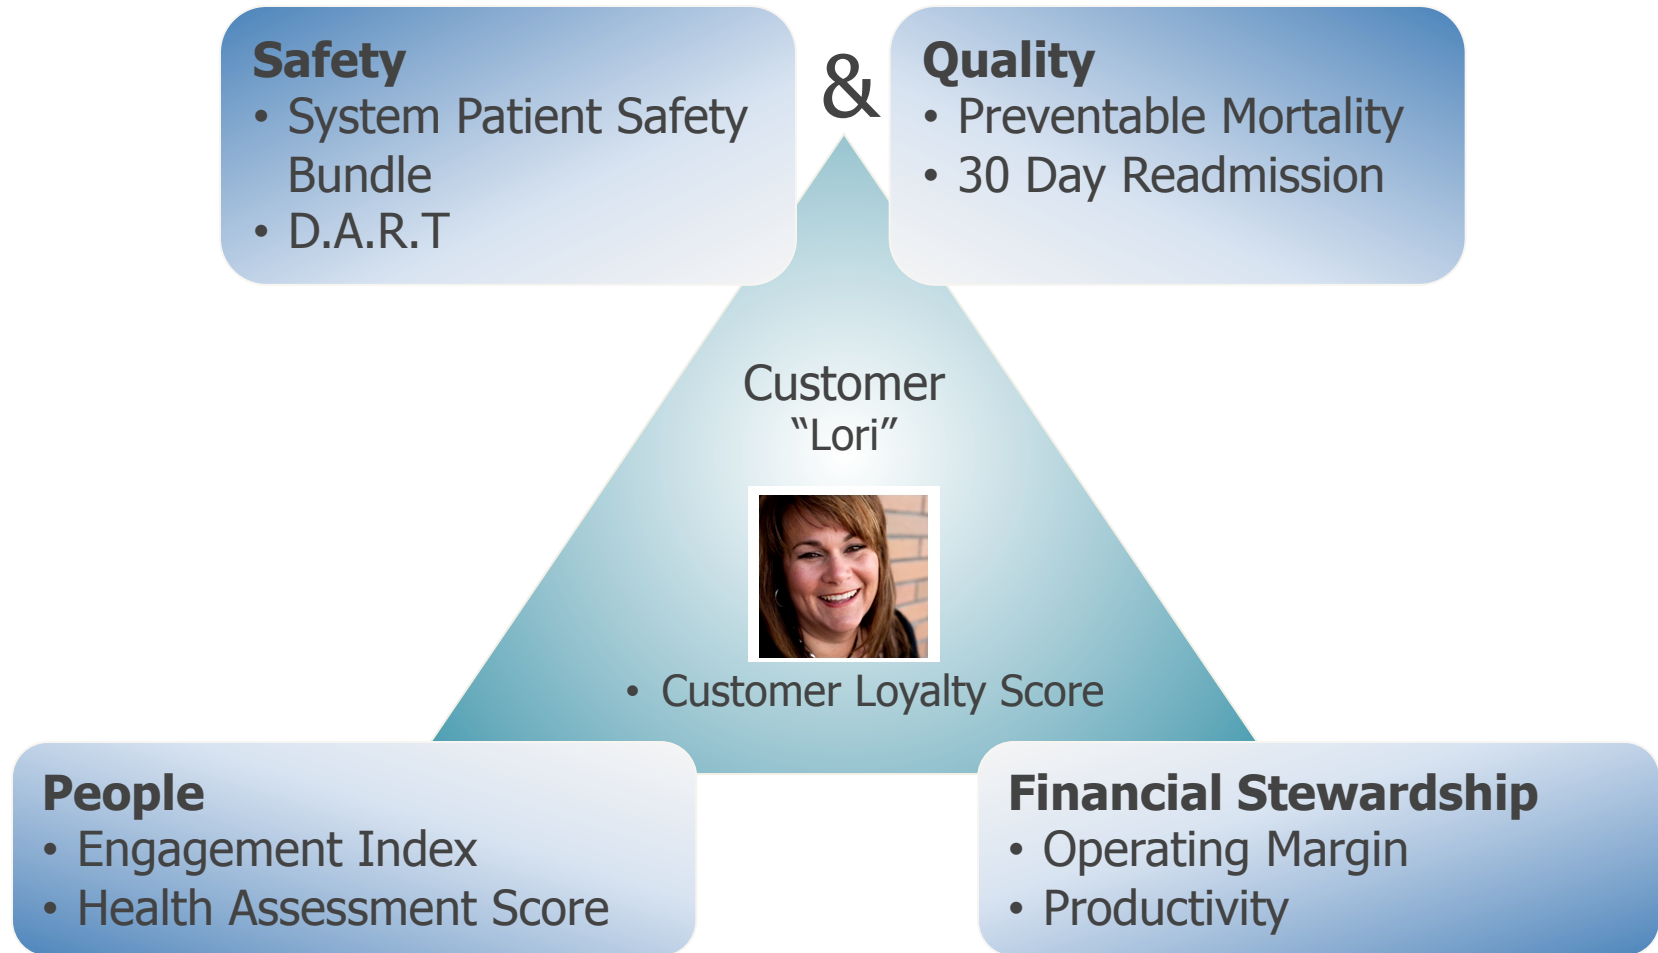 Safety
• System Patient Safety
Bundle
• D.A.R.T
&
Quality
• Preventable Mortality
• 30 Day Readmission
Customer
“Lori”
• Customer Loyalty Score
People
• Engagement Index
• Health Assessment Score
Financial Stewardship
• Operating Margin
• Productivity